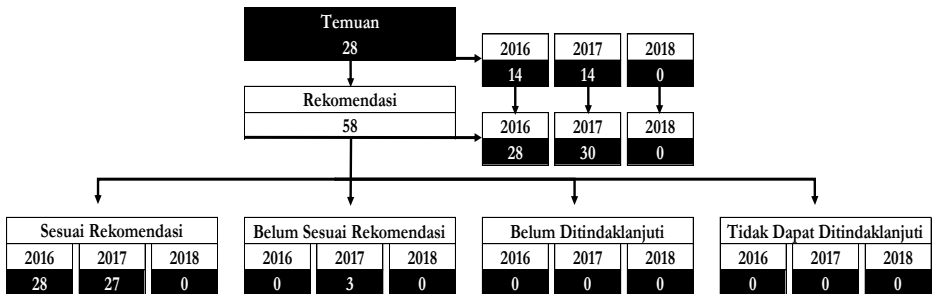 Temuan
28
2016 2017 2018
14 14 0
Rekomendasi
58
2016 2017 2018
28 30 0
Sesuai Rekomendasi
2016 2017 2018
28 27 0
Belum Sesuai Rekomendasi
2016 2017 2018
0 3 0
Belum Ditindaklanjuti
2016 2017 2018
0 0 0
Tidak Dapat Ditindaklanjuti
2016 2017 2018
0 0 0